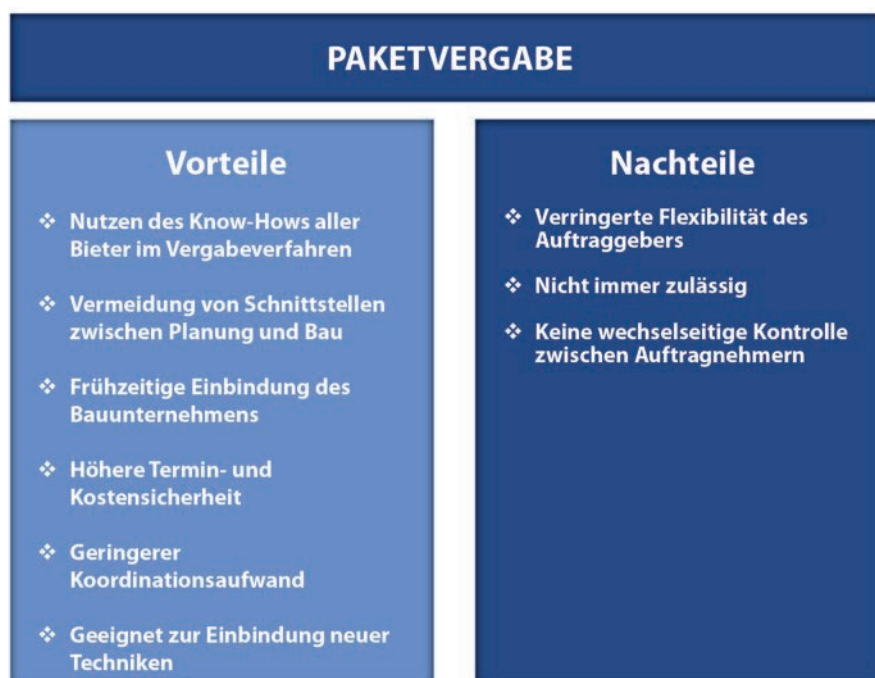 PAKETVERGABE
Vorteile
❖ Nutzen des Know-Hows aller
Bieter im Vergabeverfahren
❖ Vermeidung von Schnittstellen
zwischen Planung und Bau
❖ Frühzeitige Einbindung des
Bauunternehmens
❖ Höhere Termin- und
Kostensicherheit
❖ Geringerer
Koordinationsaufwand
❖ Geeignet zur Einbindung neuer
Techniken
Nachteile
❖ Verringerte Flexibilität des
Auftraggebers
❖ Nicht immer zulässig
❖ Keine wechselseitige Kontrolle
zwischen Auftragnehmern